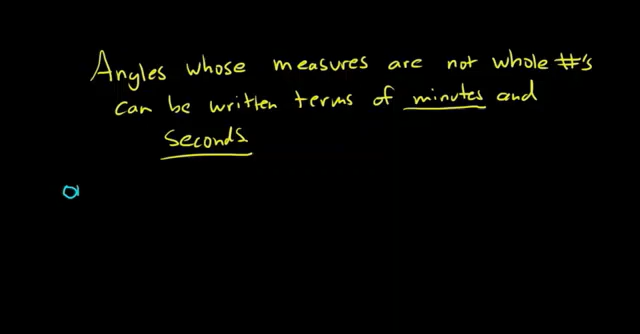 Angles whose measures are not whole #'s
can be written terms of minutes and
seconds